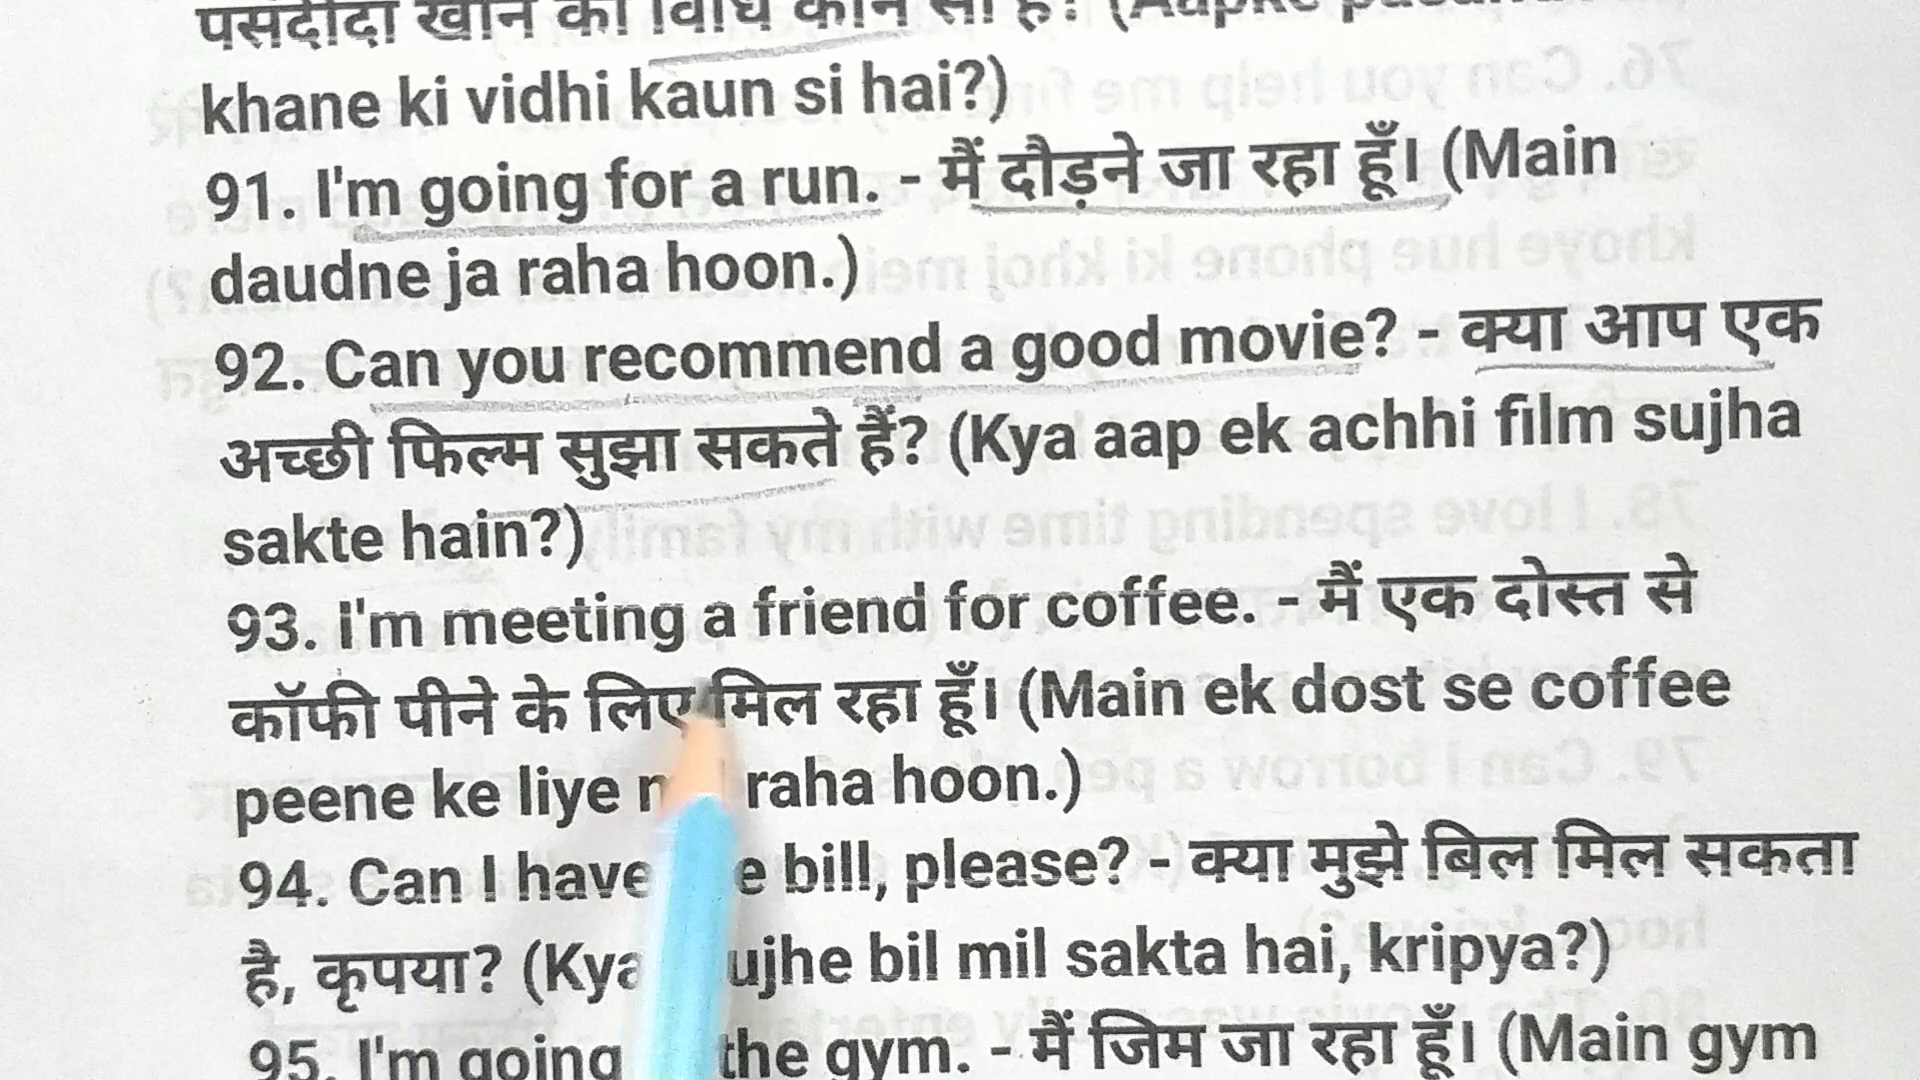 पसंदीदा खाने की विधि कौन सी है? (Aapke
khane ki vidhi kaun si hai?)
91. I'm going for a run. - मैं दौड़ने जा रहा हूँ। (Main
daudne ja raha hoon.)
92. Can you recommend a good movie? - क्या आप एक
अच्छी फिल्म सुझा सकते हैं? (Kya aap ek achhi film sujha
sakte hain?)
93. I'm meeting a friend for coffee. - मैं एक दोस्त से
कॉफी पीने के लिए मिल रहा हूँ। (Main ek dost se coffee
peene ke liye raha hoon.)
94. Can I have bill, please? - क्या मुझे बिल मिल सकता
है, कृपया? (Kya bil mil sakta hai, kripya?)
95. I'm going the gym. - मैं जिम जा रहा हूँ। (Main gym